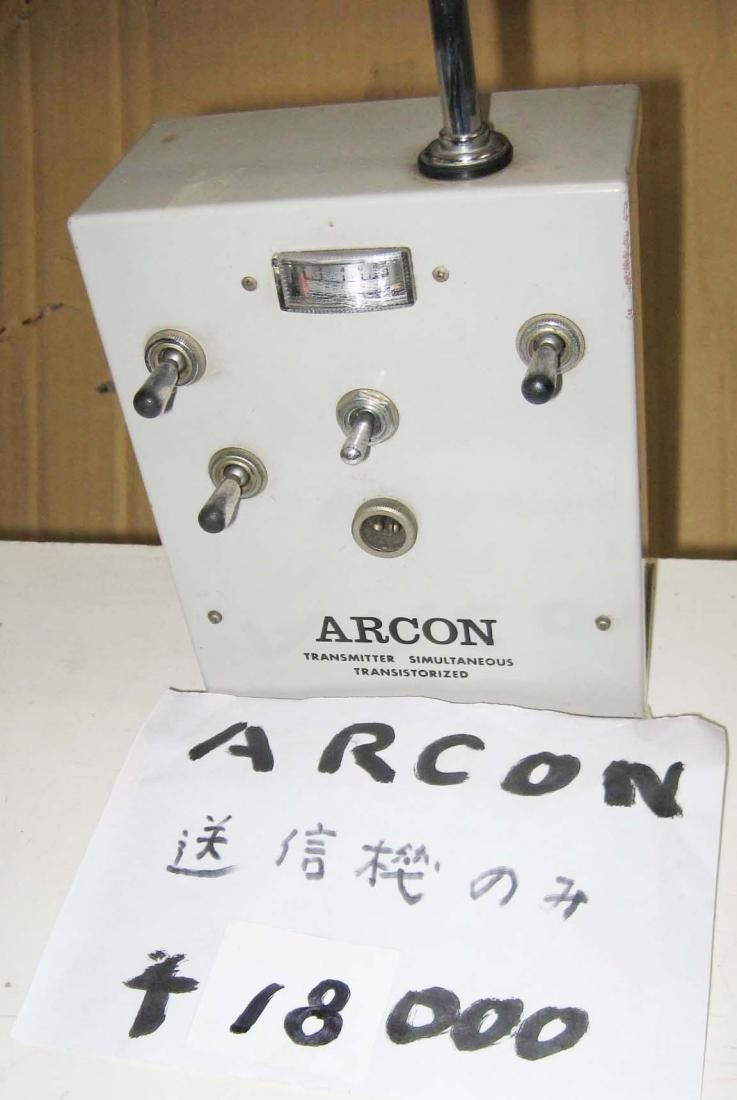 ARCON
TRANSMITTER SIMULTANEOUS
TRANSISTORIZED
ARCON
送信機のみ
¥18000